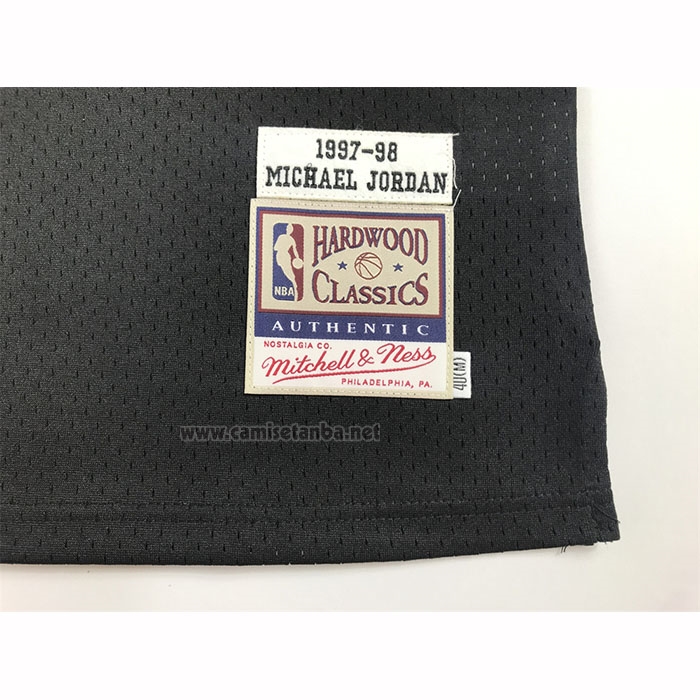 1997-98
MICHAEL JORDAN
NBA
HARDWOOD
CLASSICS
AUTHENTIC
NOSTALGIA CO.
Mitchell & Ness
PHILADELPHIA, PA.
40(M)
www.camisetanba.net